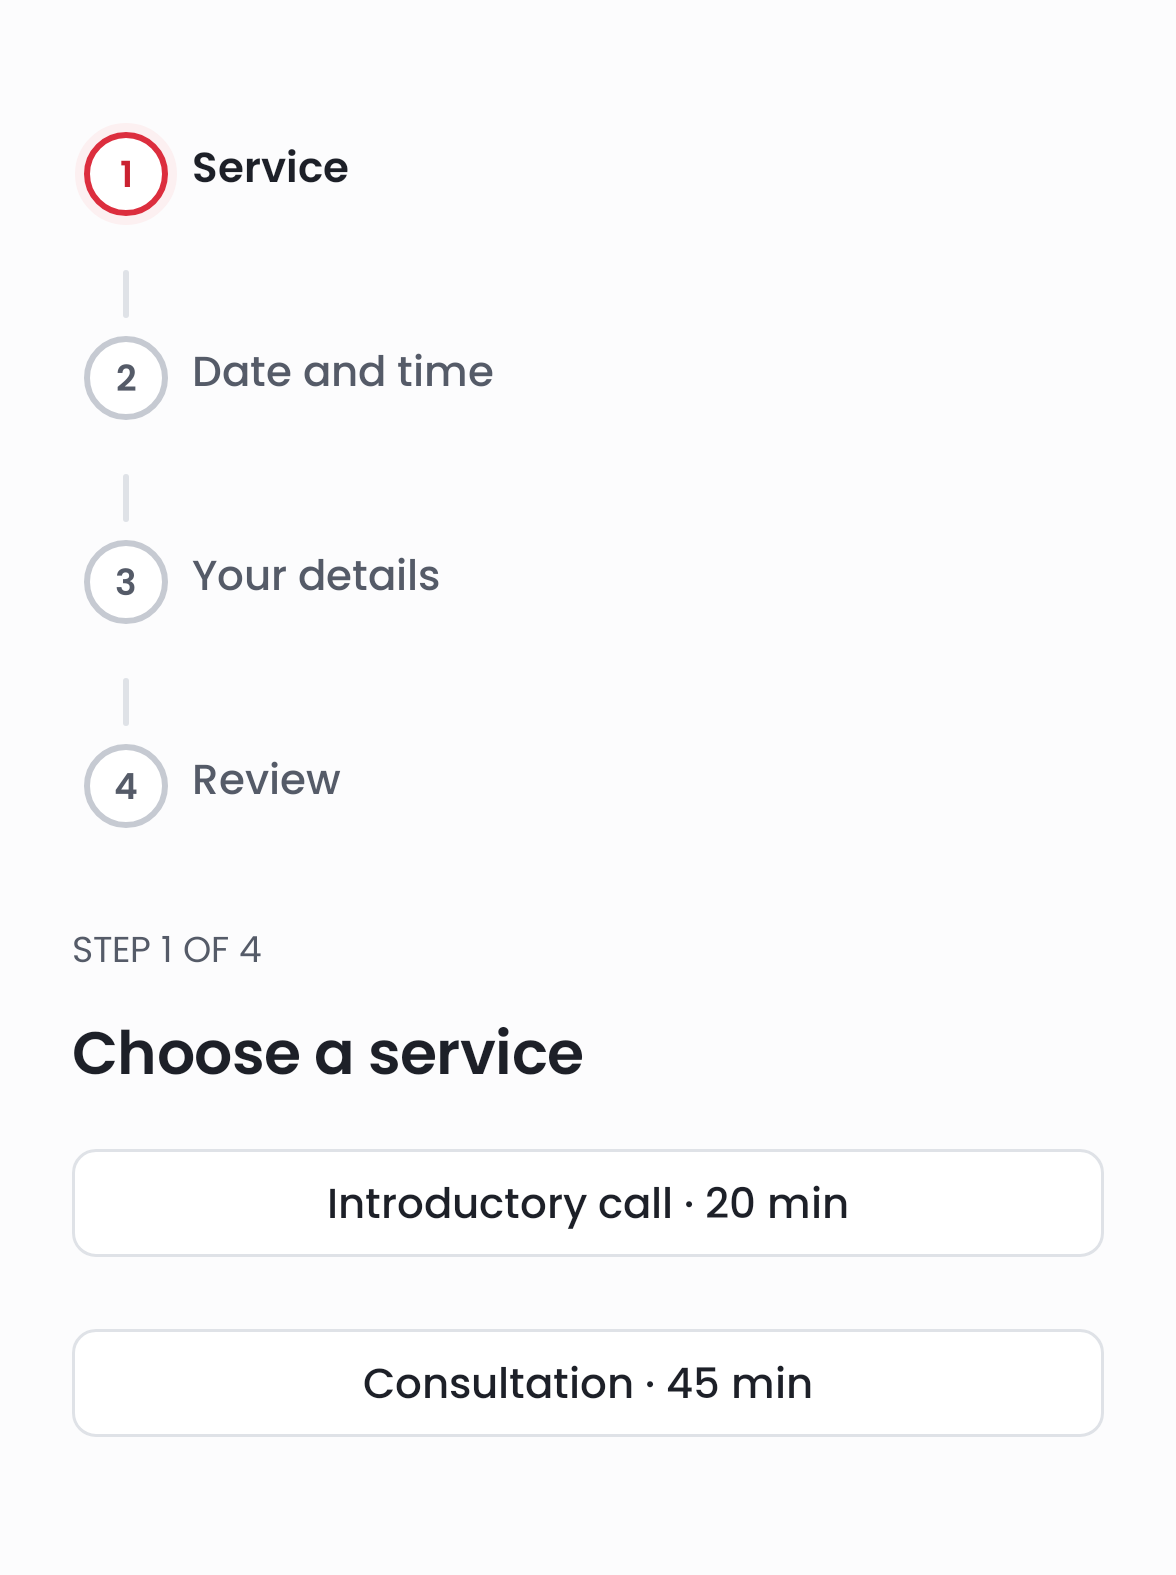 1 Service
2 Date and time
3 Your details
4 Review
STEP 1 OF 4
Choose a service
Introductory call · 20 min
Consultation · 45 min